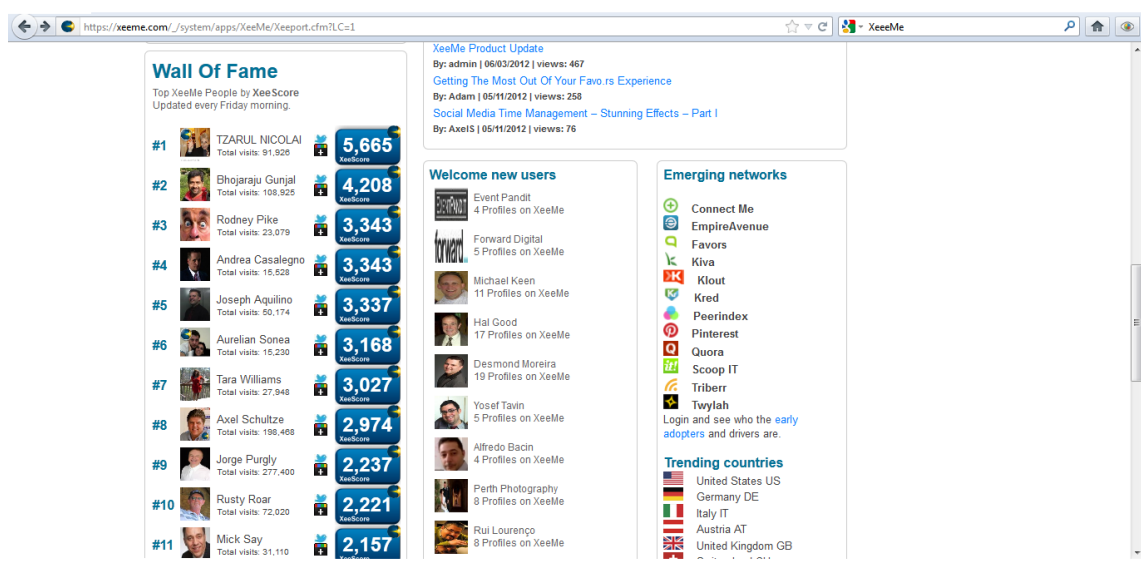 https://xeeme.com/_/system/apps/XeeMe/Xeeport.cfm?LC=1
XeeeMe
Wall Of Fame
Top XeeMe People by XeeScore
Updated every Friday morning.
#1
TZARUL NICOLAI
Total visits: 91,926
5,665
XeeScore
#2
Bhojaraju Gunjal
Total visits: 108,925
4,208
XeeScore
#3
Rodney Pike
Total visits: 23,079
3,343
XeeScore
#4
Andrea Casalegno
Total visits: 15,528
3,343
XeeScore
#5
Joseph Aquilino
Total visits: 50,174
3,337
XeeScore
#6
Aurelian Sonea
Total visits: 15,230
3,168
XeeScore
#7
Tara Williams
Total visits: 27,948
3,027
XeeScore
#8
Axel Schultze
Total visits: 198,468
2,974
XeeScore
#9
Jorge Purgly
Total visits: 277,400
2,237
XeeScore
#10
Rusty Roar
Total visits: 72,020
2,221
XeeScore
#11
Mick Say
Total visits: 31,110
2,157
XeeScore
XeeMe Product Update
By: admin | 06/03/2012 | views: 467
Getting The Most Out Of Your Favo.rs Experience
By: Adam | 05/11/2012 | views: 258
Social Media Time Management – Stunning Effects – Part I
By: AxelS | 05/11/2012 | views: 76
Welcome new users
EVENTPANDIT
Event Pandit
4 Profiles on XeeMe
forward
Forward Digital
5 Profiles on XeeMe
Michael Keen
11 Profiles on XeeMe
Hal Good
17 Profiles on XeeMe
Desmond Moreira
19 Profiles on XeeMe
Yosef Tavin
5 Profiles on XeeMe
Alfredo Bacin
4 Profiles on XeeMe
Perth Photography
8 Profiles on XeeMe
Rui Lourenço
8 Profiles on XeeMe
Emerging networks
Connect Me
EmpireAvenue
Favors
Kiva
Klout
Kred
Peerindex
Pinterest
Quora
Scoop IT
Triberr
Twylah
Login and see who the early
adopters and drivers are.
Trending countries
United States US
Germany DE
Italy IT
Austria AT
United Kingdom GB